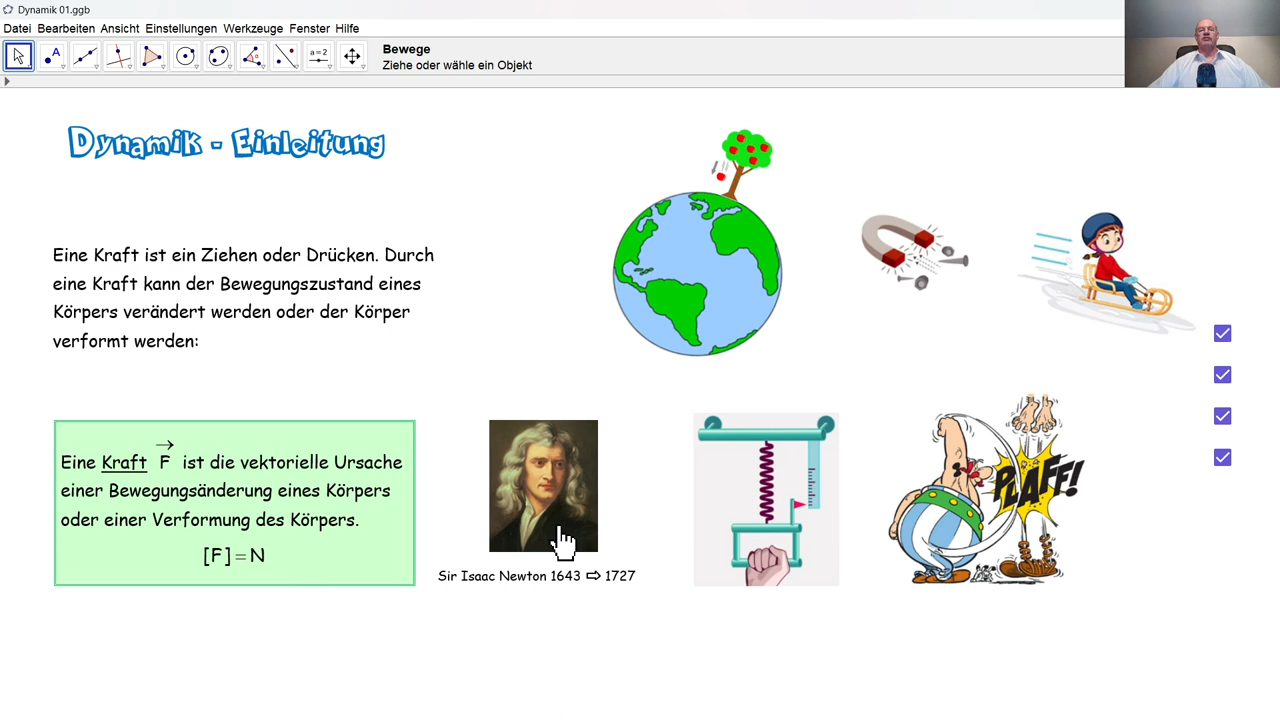 Dynamik 01.ggb
Datei Bearbeiten Ansicht Einstellungen Werkzeuge Fenster Hilfe
A
a=2
Bewege
Ziehe oder wähle ein Objekt
Dynamik - Einleitung
Eine Kraft ist ein Ziehen oder Drücken. Durch
eine Kraft kann der Bewegungszustand eines
Körpers verändert werden oder der Körper
verformt werden:
Eine Kraft F⃗ ist die vektorielle Ursache
einer Bewegungsänderung eines Körpers
oder einer Verformung des Körpers.
[F] = N
Sir Isaac Newton 1643 ⇨ 1727
PLAFF!